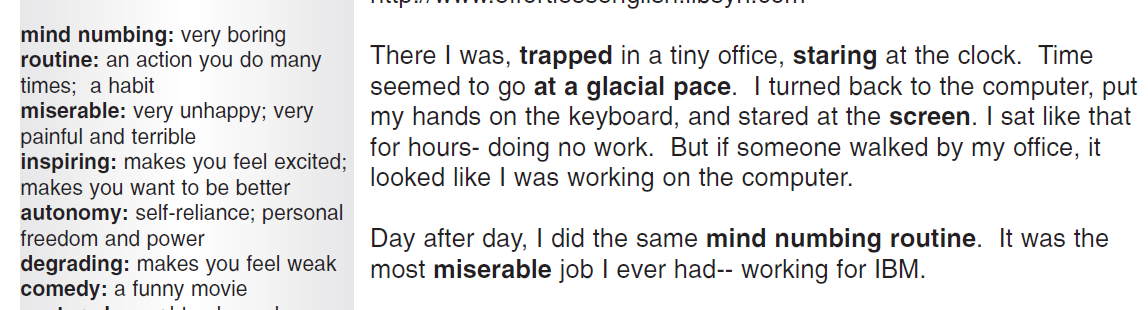 mind numbing: very boring
routine: an action you do many
times;  a habit
miserable: very unhappy; very
painful and terrible
inspiring: makes you feel excited;
makes you want to be better
autonomy: self-reliance; personal
freedom and power
degrading: makes you feel weak
comedy: a funny movie
There I was, trapped in a tiny office, staring at the clock.  Time
seemed to go at a glacial pace.  I turned back to the computer, put
my hands on the keyboard, and stared at the screen. I sat like that
for hours- doing no work.  But if someone walked by my office, it
looked like I was working on the computer.
Day after day, I did the same mind numbing routine.  It was the
most miserable job I ever had-- working for IBM.